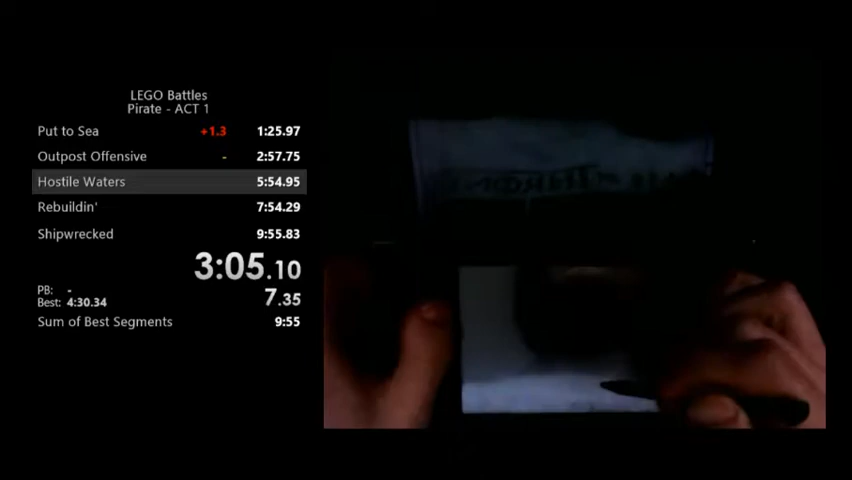 LEGO Battles
Pirate - ACT 1
Put to Sea +1.3 1:25.97
Outpost Offensive - 2:57.75
Hostile Waters 5:54.95
Rebuildin' 7:54.29
Shipwrecked 9:55.83
3:05.10
PB: -
Best: 4:30.34 7.35
Sum of Best Segments 9:55